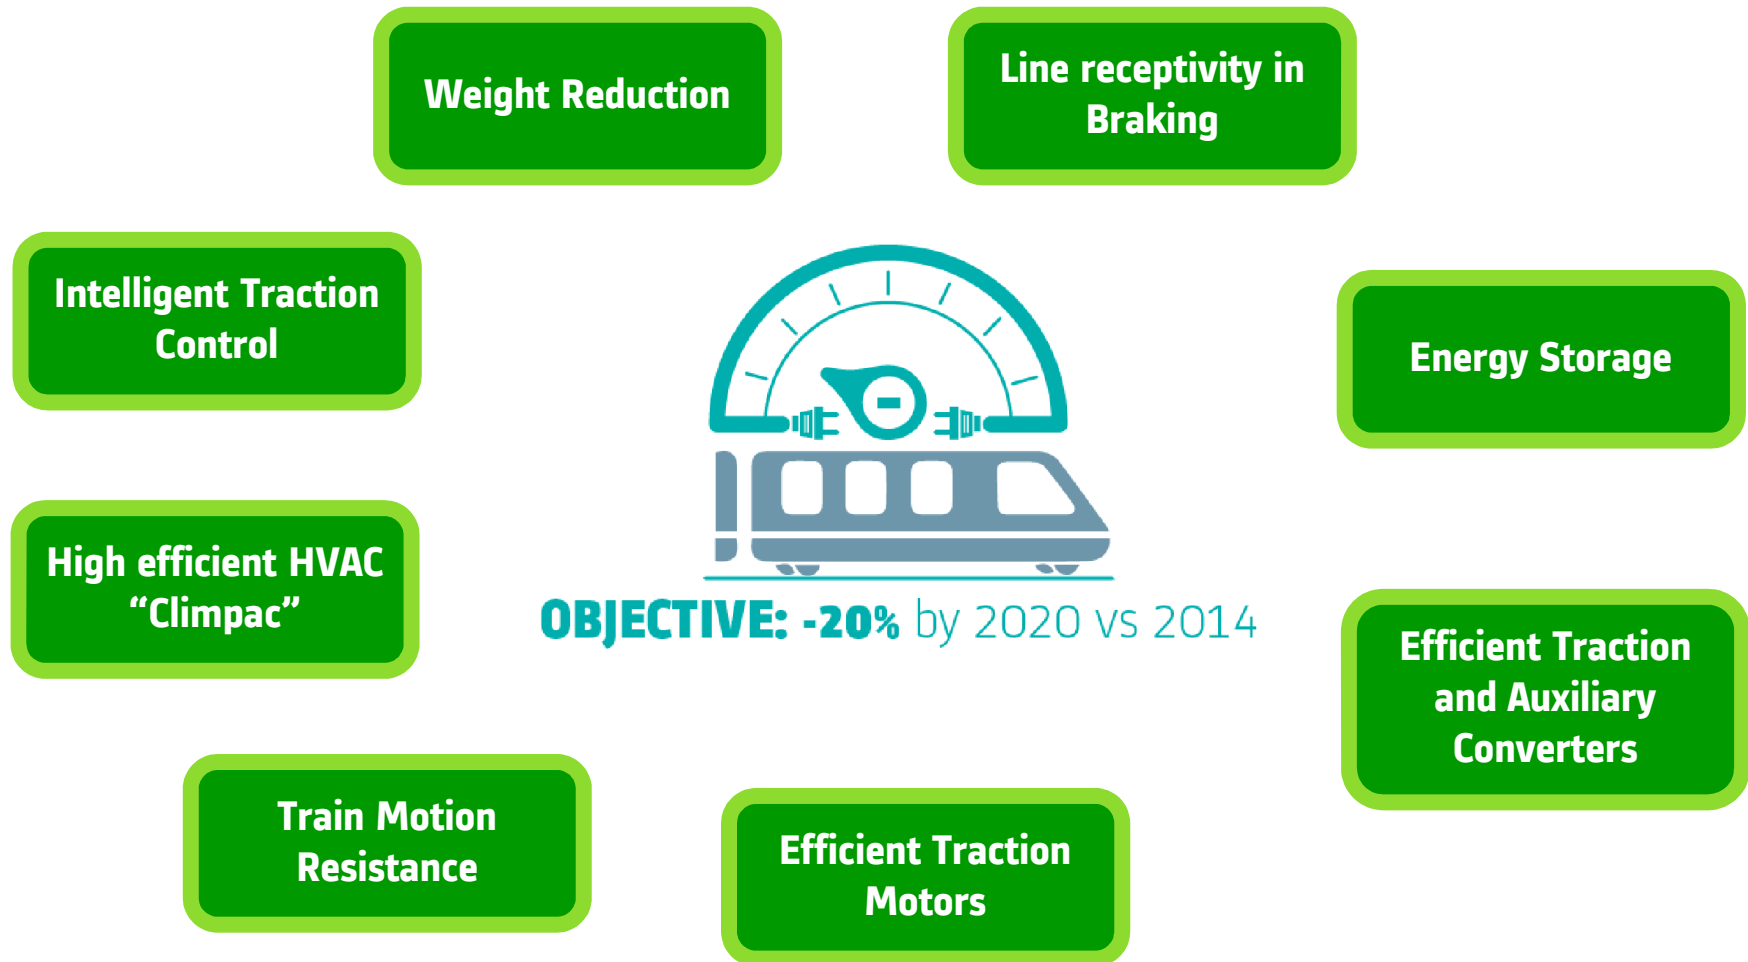 Weight Reduction
Line receptivity in
Braking
Intelligent Traction
Control
Energy Storage
High efficient HVAC
“Climpac”
OBJECTIVE: -20% by 2020 vs 2014
Efficient Traction
and Auxiliary
Converters
Train Motion
Resistance
Efficient Traction
Motors